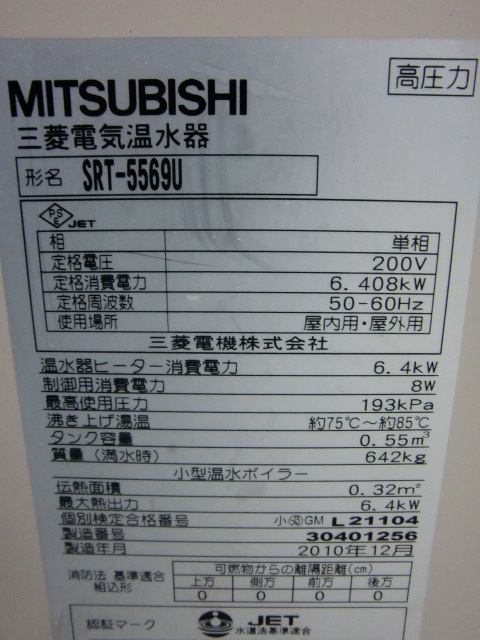 高圧力
MITSUBISHI
三菱電気温水器
形名 SRT-5569U
PS E JET
相 単相
定格電圧 200V
定格消費電力 6.408kW
定格周波数 50-60Hz
使用場所 屋内用・屋外用
三菱電機株式会社
温水器ヒーター消費電力 6.4kW
制御用消費電力 8W
最高使用圧力 193kPa
沸き上げ湯温 約75℃〜約85℃
タンク容量 0.55m³
質量（満水時） 642kg
小型温水ボイラー
伝熱面積 0.32m²
最大熱出力 6.4kW
個別検定合格番号 小GM L21104
製造番号 30401256
製造年月 2010年12月
消防法 基準適合 組込形
可燃物からの離隔距離(cm)
上方 側方 前方 後方
0 0 0 0
認証マーク JET
水道法基準適合